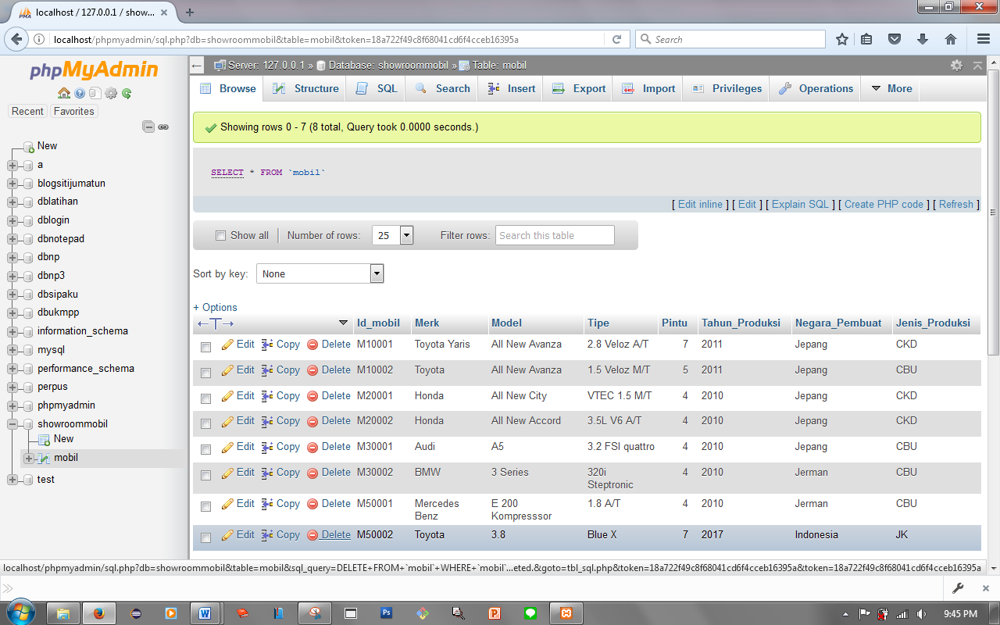 localhost / 127.0.0.1 / show...
localhost/phpmyadmin/sql.php?db=showroommobil&table=mobil&token=18a722f49c8f68041cd6f4cceb16395a
Search
phpMyAdmin
Recent Favorites
New
a
blogsitijumatun
dblatihan
dblogin
dbnotepad
dbnp
dbnp3
dbsipaku
dbukmpp
information_schema
mysql
performance_schema
perpus
phpmyadmin
showroommobil
New
mobil
test
Server: 127.0.0.1 » Database: showroommobil » Table: mobil
Browse Structure SQL Search Insert Export Import Privileges Operations More
Showing rows 0 - 7 (8 total, Query took 0.0000 seconds.)
SELECT * FROM `mobil`
[ Edit inline ] [ Edit ] [ Explain SQL ] [ Create PHP code ] [ Refresh ]
Show all Number of rows: 25 Filter rows: Search this table
Sort by key: None
+ Options
←T→ Id_mobil Merk Model Tipe Pintu Tahun_Produksi Negara_Pembuat Jenis_Produksi
Edit Copy Delete M10001 Toyota Yaris All New Avanza 2.8 Veloz A/T 7 2011 Jepang CKD
Edit Copy Delete M10002 Toyota All New Avanza 1.5 Veloz M/T 5 2011 Jepang CBU
Edit Copy Delete M20001 Honda All New City VTEC 1.5 M/T 4 2010 Jepang CKD
Edit Copy Delete M20002 Honda All New Accord 3.5L V6 A/T 4 2010 Jepang CKD
Edit Copy Delete M30001 Audi A5 3.2 FSI quattro 4 2010 Jepang CBU
Edit Copy Delete M30002 BMW 3 Series 320i 4 2010 Jerman CBU
Steptronic
Edit Copy Delete M50001 Mercedes E 200 1.8 A/T 4 2010 Jerman CBU
Benz Kompresssor
Edit Copy Delete M50002 Toyota 3.8 Blue X 7 2017 Indonesia JK
localhost/phpmyadmin/sql.php?db=showroommobil&table=mobil&sql_query=DELETE+FROM+`mobil`+WHERE+`mobil`...eted.&goto=tbl_sql.php&token=18a722f49c8f68041cd6f4cceb16395a&token=18a722f49c8f68041cd6f4cceb16395a
9:45 PM